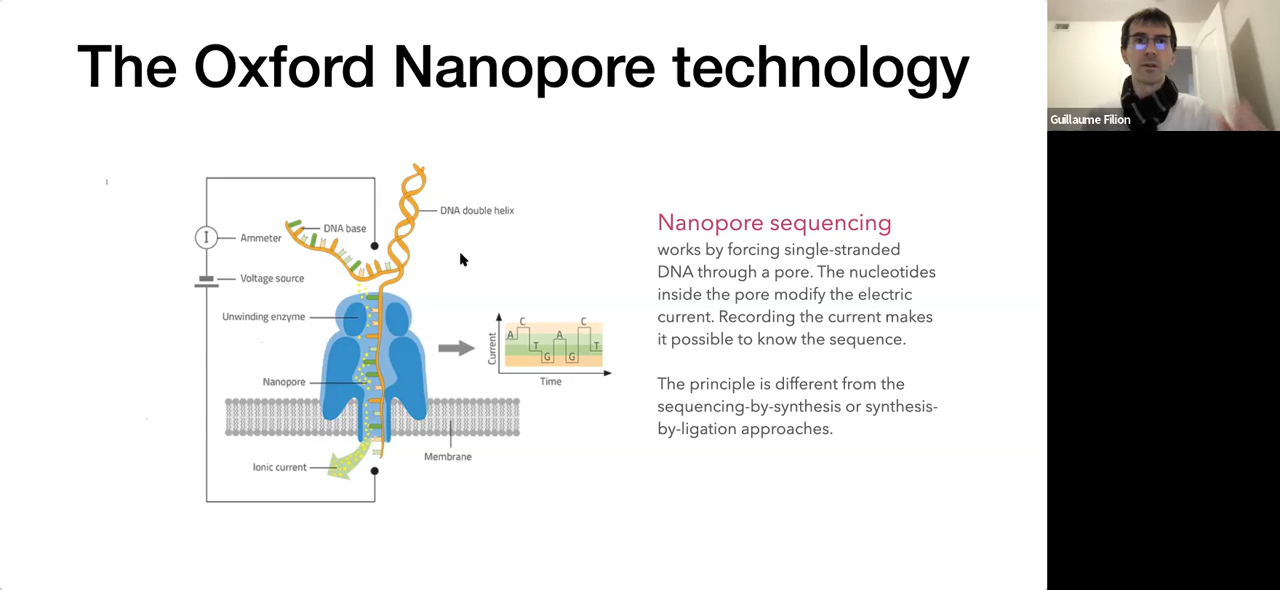 The Oxford Nanopore technology
Guillaume Filion
DNA double helix
DNA base
Ammeter
I
Voltage source
Unwinding enzyme
Nanopore
Ionic current
Membrane
Current
Time
A C T G A G C T
Nanopore sequencing
works by forcing single-stranded
DNA through a pore. The nucleotides
inside the pore modify the electric
current. Recording the current makes
it possible to know the sequence.
The principle is different from the
sequencing-by-synthesis or synthesis-
by-ligation approaches.